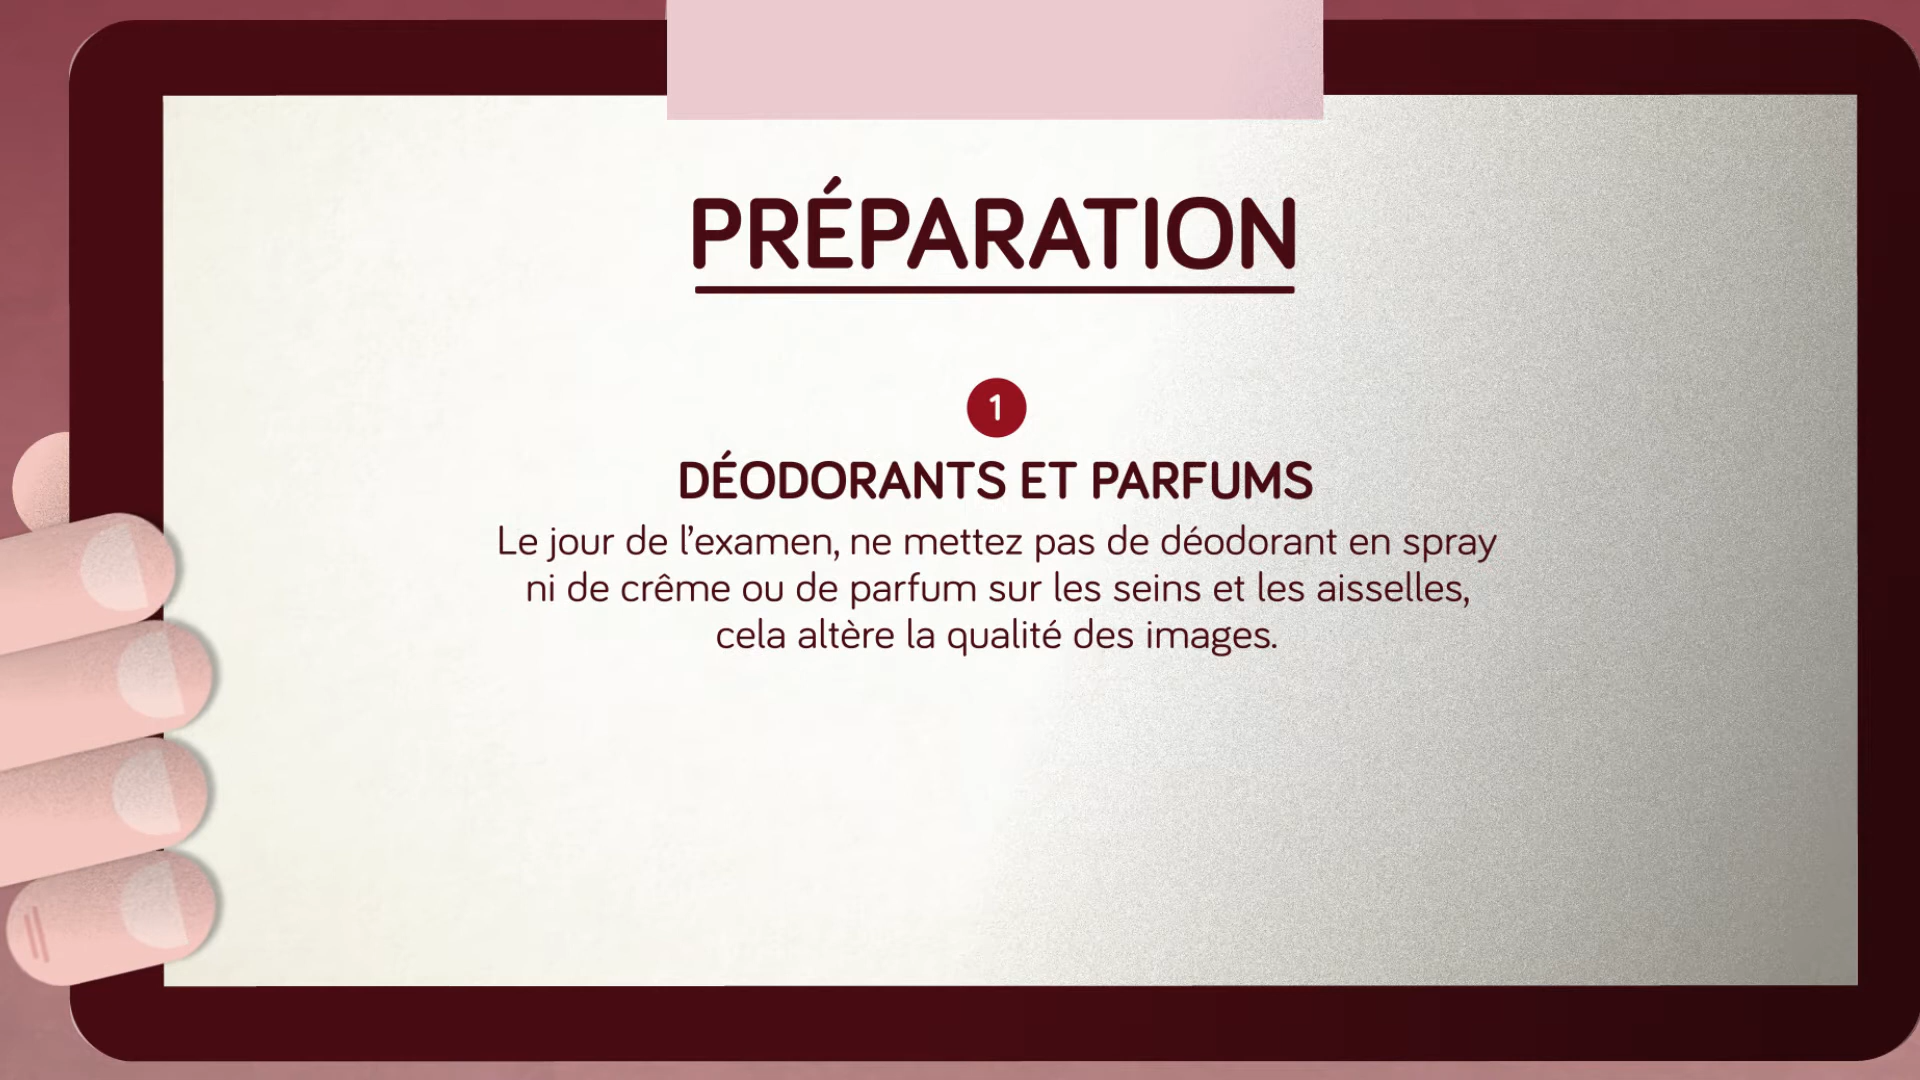 PRÉPARATION
1
DÉODORANTS ET PARFUMS
Le jour de l’examen, ne mettez pas de déodorant en spray
ni de crême ou de parfum sur les seins et les aisselles,
cela altère la qualité des images.